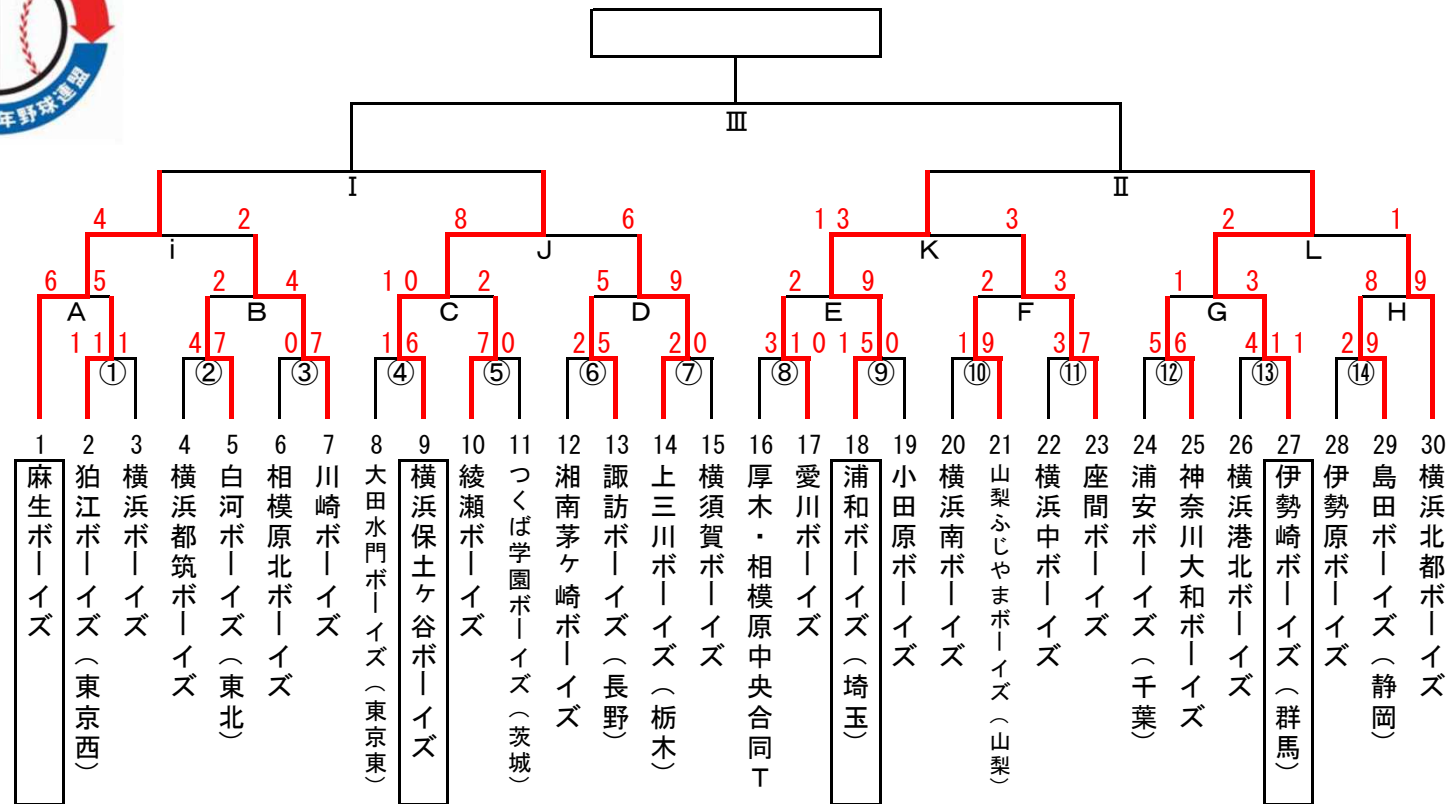 年野球連盟
Ⅲ
Ⅰ Ⅱ
4 2 8 6 13 3 2 1
i J K L
6 5 2 4 10 2 5 9 2 9 2 3 1 3 8 9
A B C D E F G H
11 1 4 7 0 7 1 6 7 0 2 5 2 0 3 10 15 0 1 9 3 7 5 6 4 11 2 9
① ② ③ ④ ⑤ ⑥ ⑦ ⑧ ⑨ ⑩ ⑪ ⑫ ⑬ ⑭
1 麻生ボーイズ
2 狛江ボーイズ(東京西)
3 横浜ボーイズ
4 横浜都筑ボーイズ
5 白河ボーイズ(東北)
6 相模原北ボーイズ
7 川崎ボーイズ
8 大田水門ボーイズ(東京東)
9 横浜保土ヶ谷ボーイズ
10 綾瀬ボーイズ
11 つくば学園ボーイズ(茨城)
12 湘南茅ケ崎ボーイズ
13 諏訪ボーイズ(長野)
14 上三川ボーイズ(栃木)
15 横須賀ボーイズ
16 厚木・相模原中央合同T
17 愛川ボーイズ
18 浦和ボーイズ(埼玉)
19 小田原ボーイズ
20 横浜南ボーイズ
21 山梨ふじやまボーイズ(山梨)
22 横浜中ボーイズ
23 座間ボーイズ
24 浦安ボーイズ(千葉)
25 神奈川大和ボーイズ
26 横浜港北ボーイズ
27 伊勢崎ボーイズ(群馬)
28 伊勢原ボーイズ
29 島田ボーイズ(静岡)
30 横浜北都ボーイズ